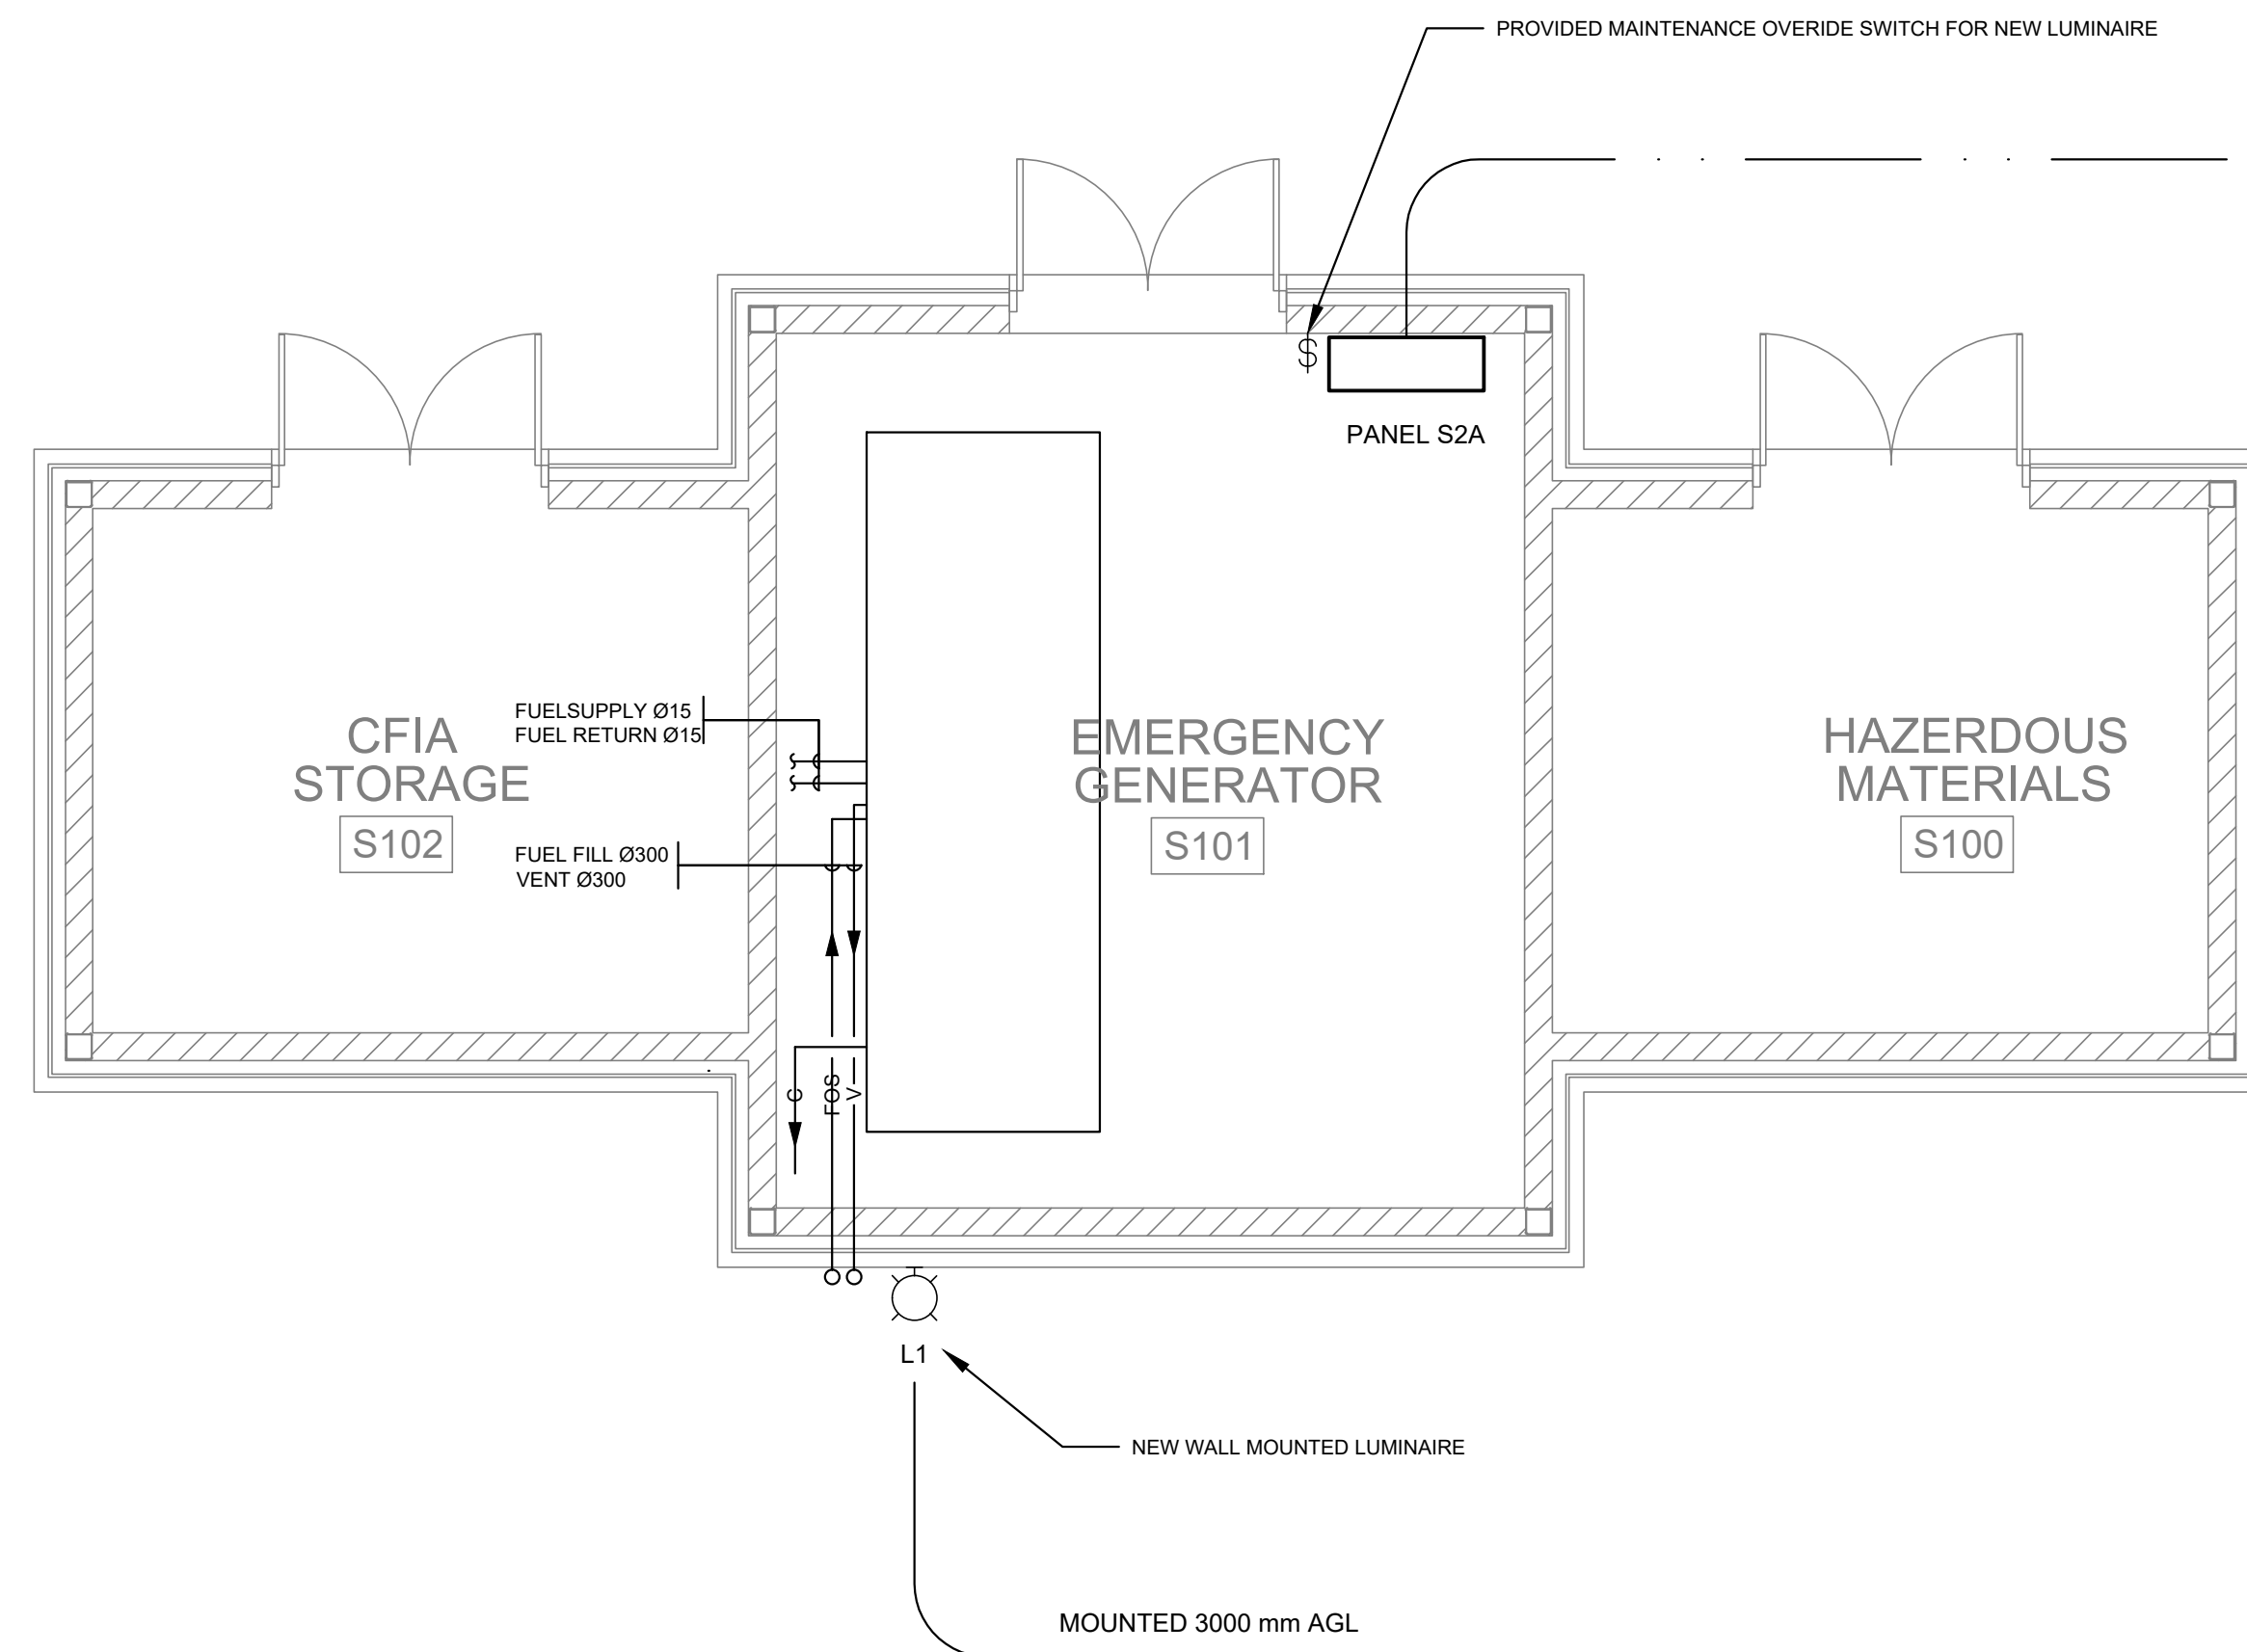 PROVIDED MAINTENANCE OVERIDE SWITCH FOR NEW LUMINAIRE
$
PANEL S2A
FUELSUPPLY Ø15
FUEL RETURN Ø15
CFIA
STORAGE
S102
EMERGENCY
GENERATOR
S101
HAZERDOUS
MATERIALS
S100
FUEL FILL Ø300
VENT Ø300
G
FOS
V
L1
NEW WALL MOUNTED LUMINAIRE
MOUNTED 3000 mm AGL